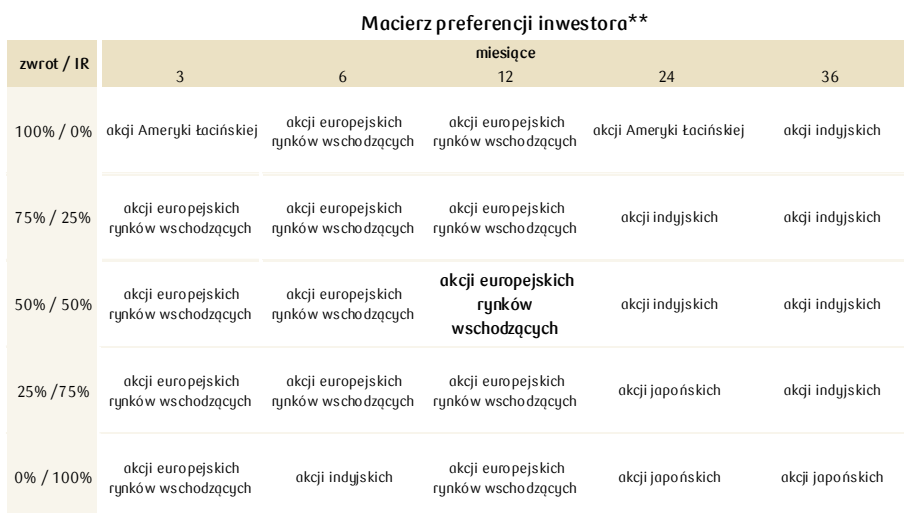 Macierz preferencji inwestora**
zwrot / IR
miesiące
3 6 12 24 36
100% / 0%
akcji Ameryki Łacińskiej
akcji europejskich
rynków wschodzących
akcji europejskich
rynków wschodzących
akcji Ameryki Łacińskiej
akcji indyjskich
75% / 25%
akcji europejskich
rynków wschodzących
akcji europejskich
rynków wschodzących
akcji europejskich
rynków wschodzących
akcji indyjskich
akcji indyjskich
50% / 50%
akcji europejskich
rynków wschodzących
akcji europejskich
rynków wschodzących
akcji europejskich
rynków
wschodzących
akcji indyjskich
akcji indyjskich
25% /75%
akcji europejskich
rynków wschodzących
akcji europejskich
rynków wschodzących
akcji europejskich
rynków wschodzących
akcji japońskich
akcji indyjskich
0% / 100%
akcji europejskich
rynków wschodzących
akcji indyjskich
akcji europejskich
rynków wschodzących
akcji japońskich
akcji japońskich